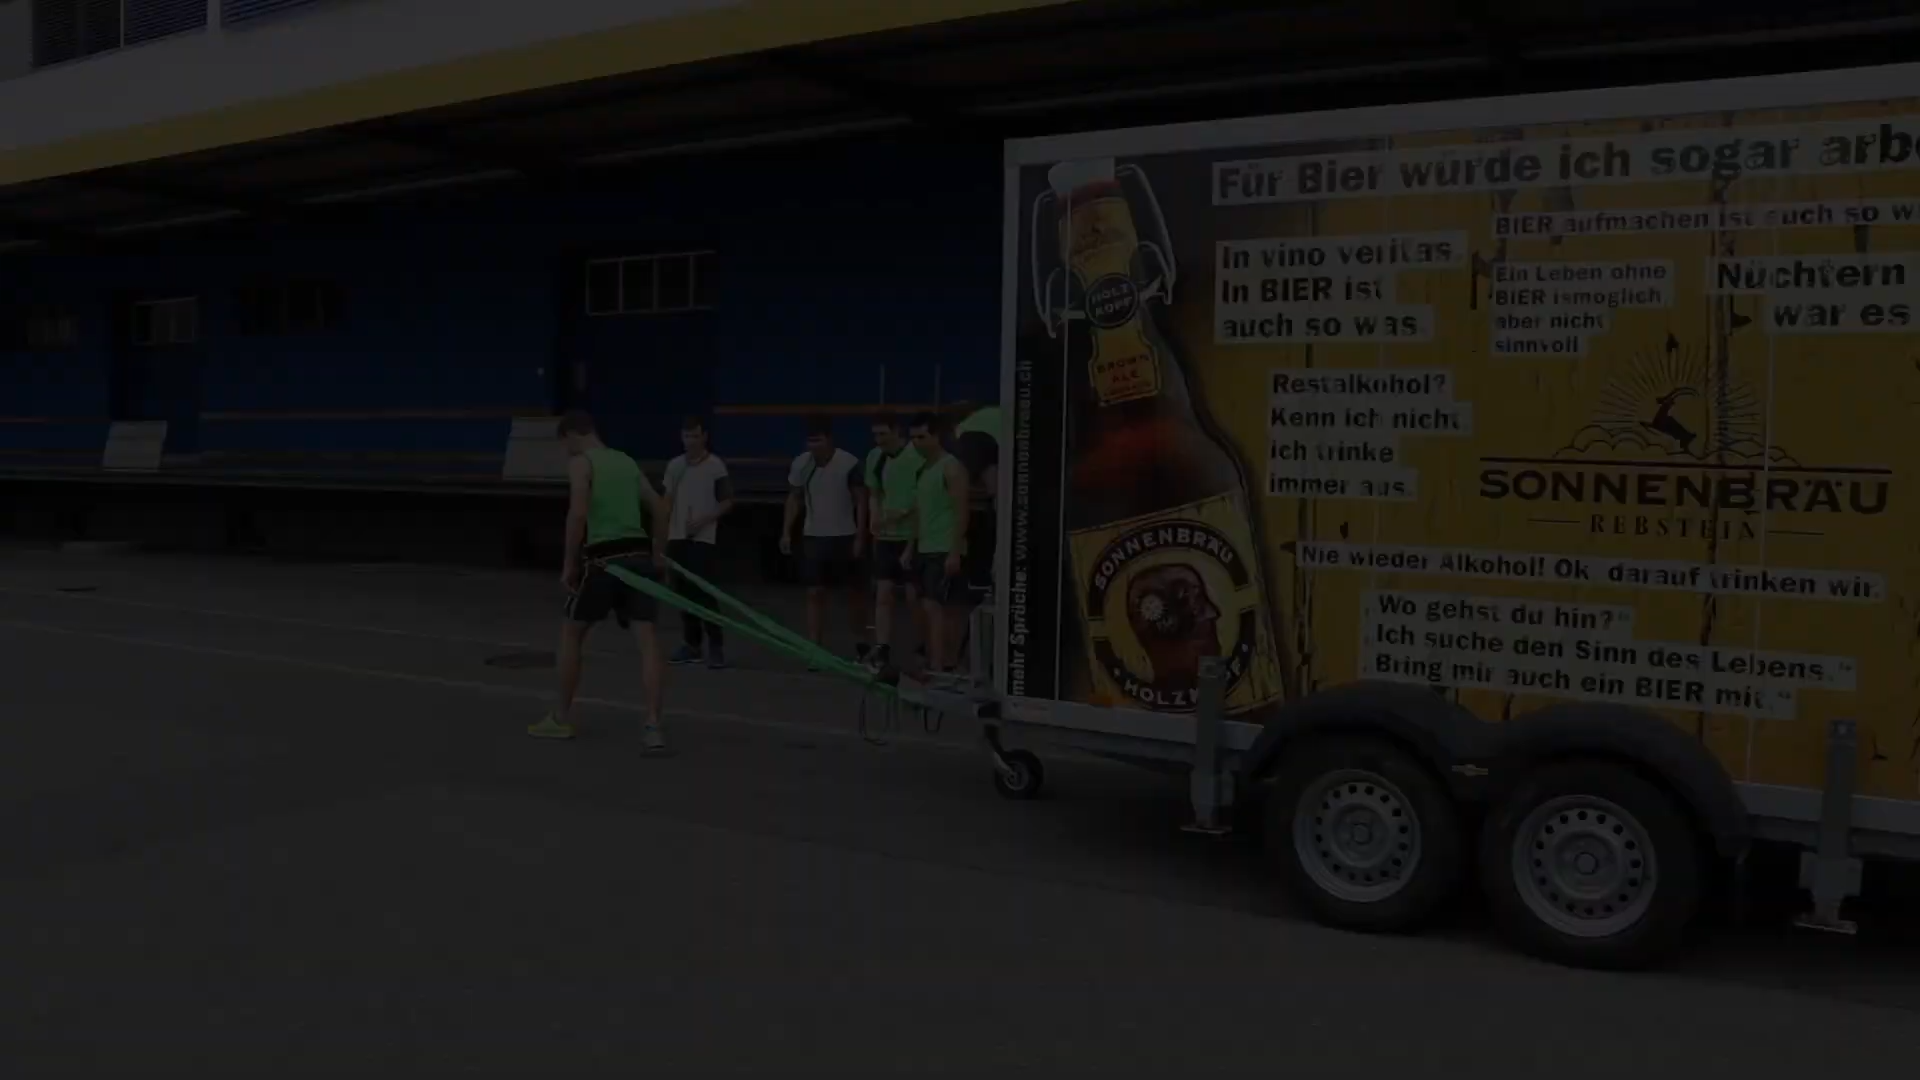 Für Bier würde ich sogar arb
BIER aufmachen ist auch so w
In vino veritas.
In BIER ist
auch so was.
Ein Leben ohne
BIER ismöglich,
aber nicht
sinnvoll
Nüchtern
war es
Restalkohol?
Kenn ich nicht,
ich trinke
immer aus.
SONNENBRÄU
REBSTEIN
Nie wieder Alkohol! Ok darauf trinken wir.
„Wo gehst du hin?“
„Ich suche den Sinn des Lebens.“
„Bring mir auch ein BIER mit.“
HOLZ
KOPF
BROWN
ALE
SONNENBRÄU
HOLZKOPF
mehr Sprüche: www.sonnenbraeu.ch